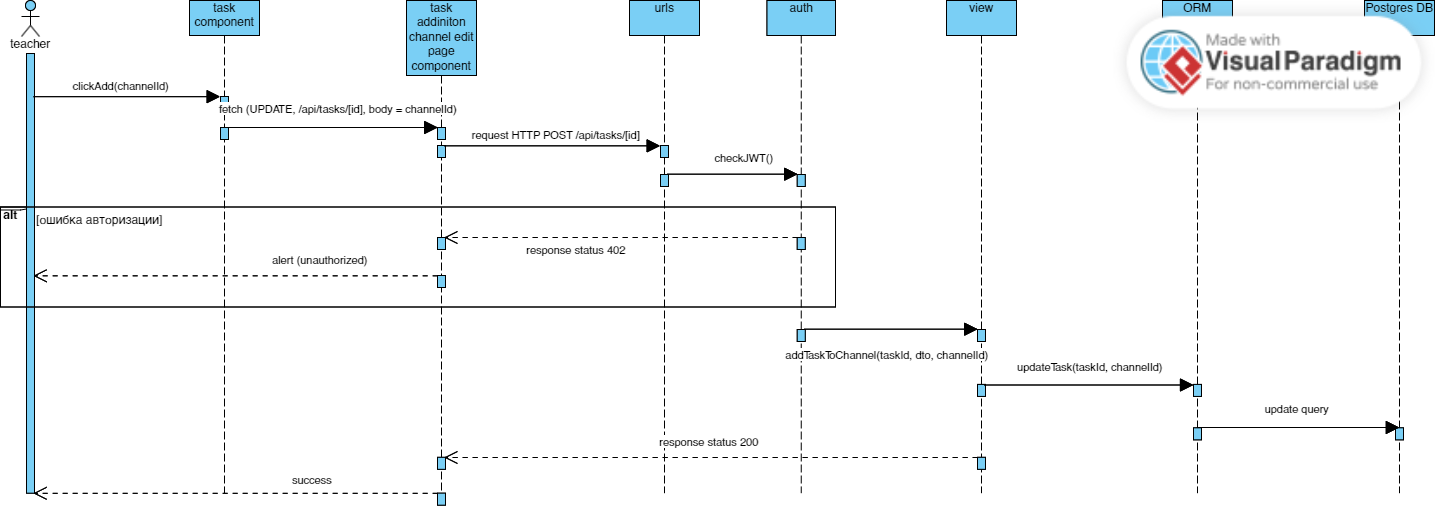 teacher
task
component
task
addiniton
channel edit
page
component
urls
auth
view
ORM
Postgres DB
Made with
Visual Paradigm
For non-commercial use
clickAdd(channelId)
fetch (UPDATE, /api/tasks/[id], body = channelId)
request HTTP POST /api/tasks/[id]
checkJWT()
alt
[ошибка авторизации]
response status 402
alert (unauthorized)
addTaskToChannel(taskId, dto, channelId)
updateTask(taskId, channelId)
update query
response status 200
success